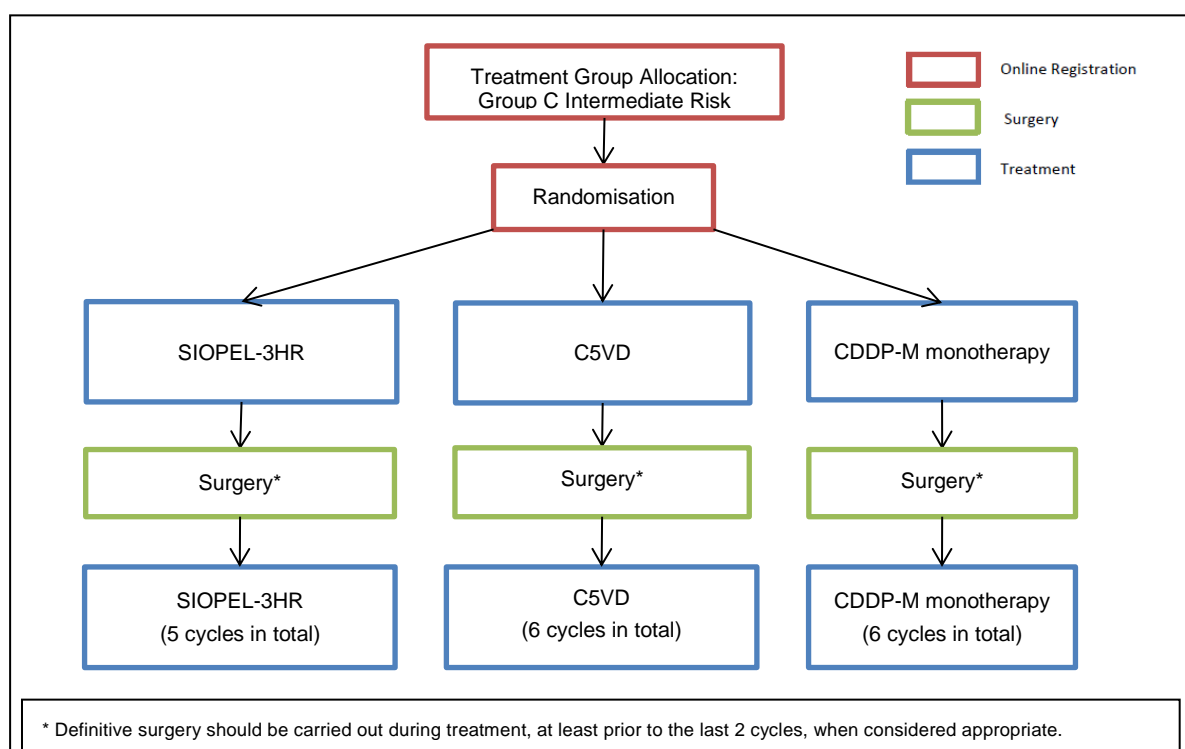 Treatment Group Allocation:
Group C Intermediate Risk
Online Registration
Surgery
Treatment
Randomisation
SIOPEL-3HR
C5VD
CDDP-M monotherapy
Surgery*
Surgery*
Surgery*
SIOPEL-3HR
(5 cycles in total)
C5VD
(6 cycles in total)
CDDP-M monotherapy
(6 cycles in total)
* Definitive surgery should be carried out during treatment, at least prior to the last 2 cycles, when considered appropriate.